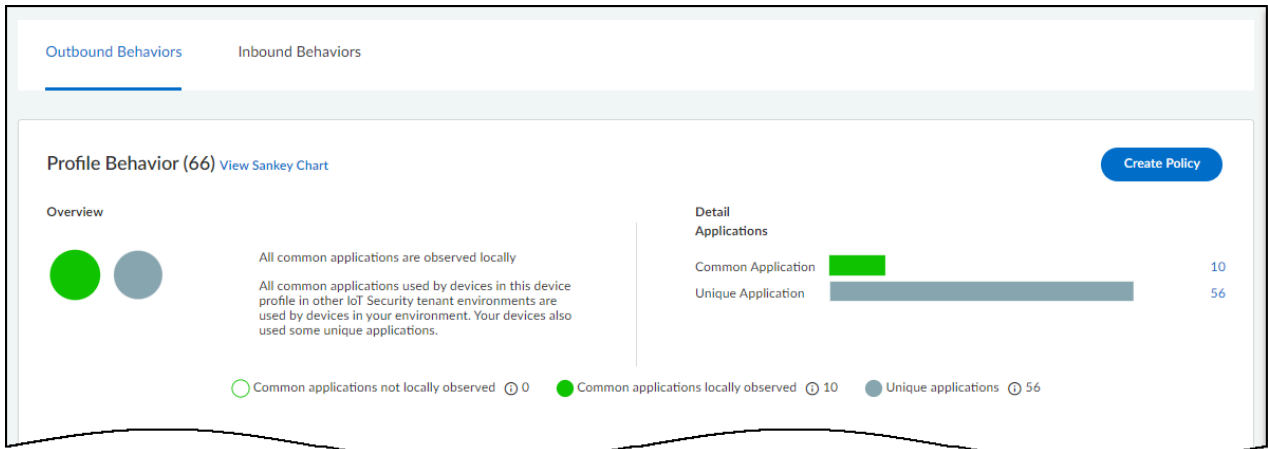 Outbound Behaviors
Inbound Behaviors
Profile Behavior (66) View Sankey Chart
Create Policy
Overview
All common applications are observed locally
All common applications used by devices in this device
profile in other IoT Security tenant environments are
used by devices in your environment. Your devices also
used some unique applications.
Detail
Applications
Common Application 10
Unique Application 56
Common applications not locally observed 0
Common applications locally observed 10
Unique applications 56